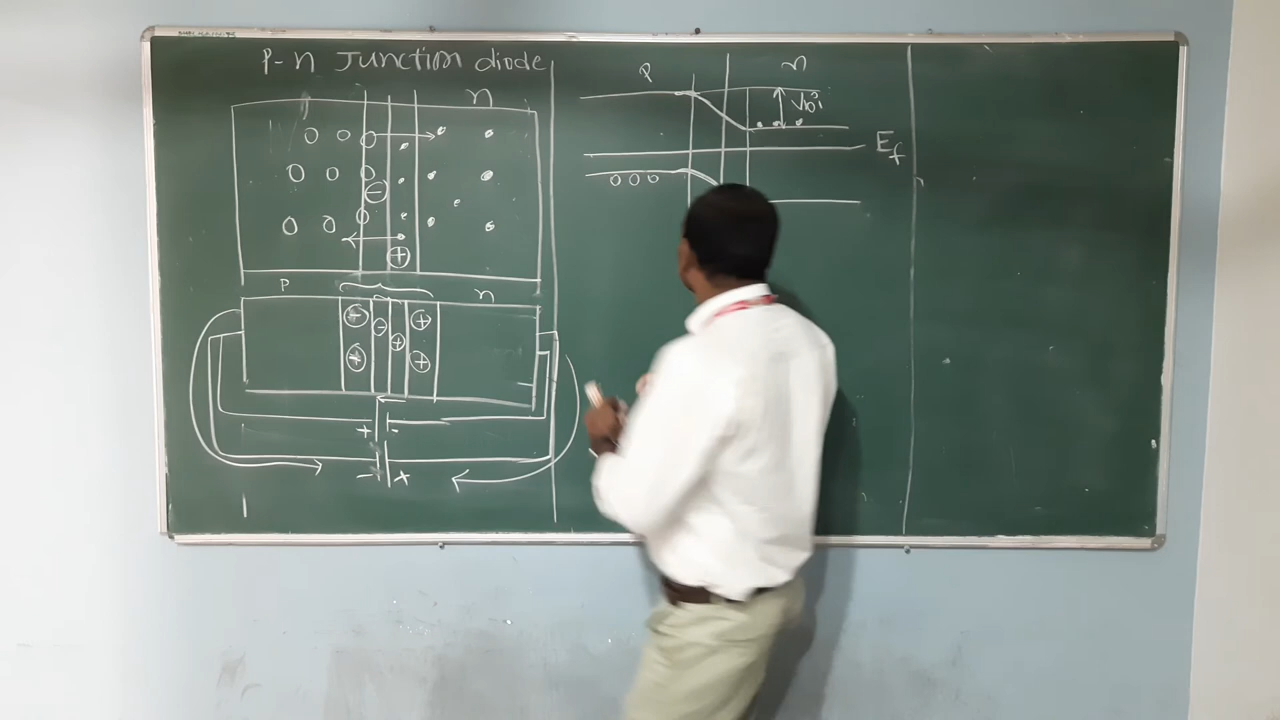 P-n Junction diode
n
P n
+ -
- +
P n
Vbi
Ef